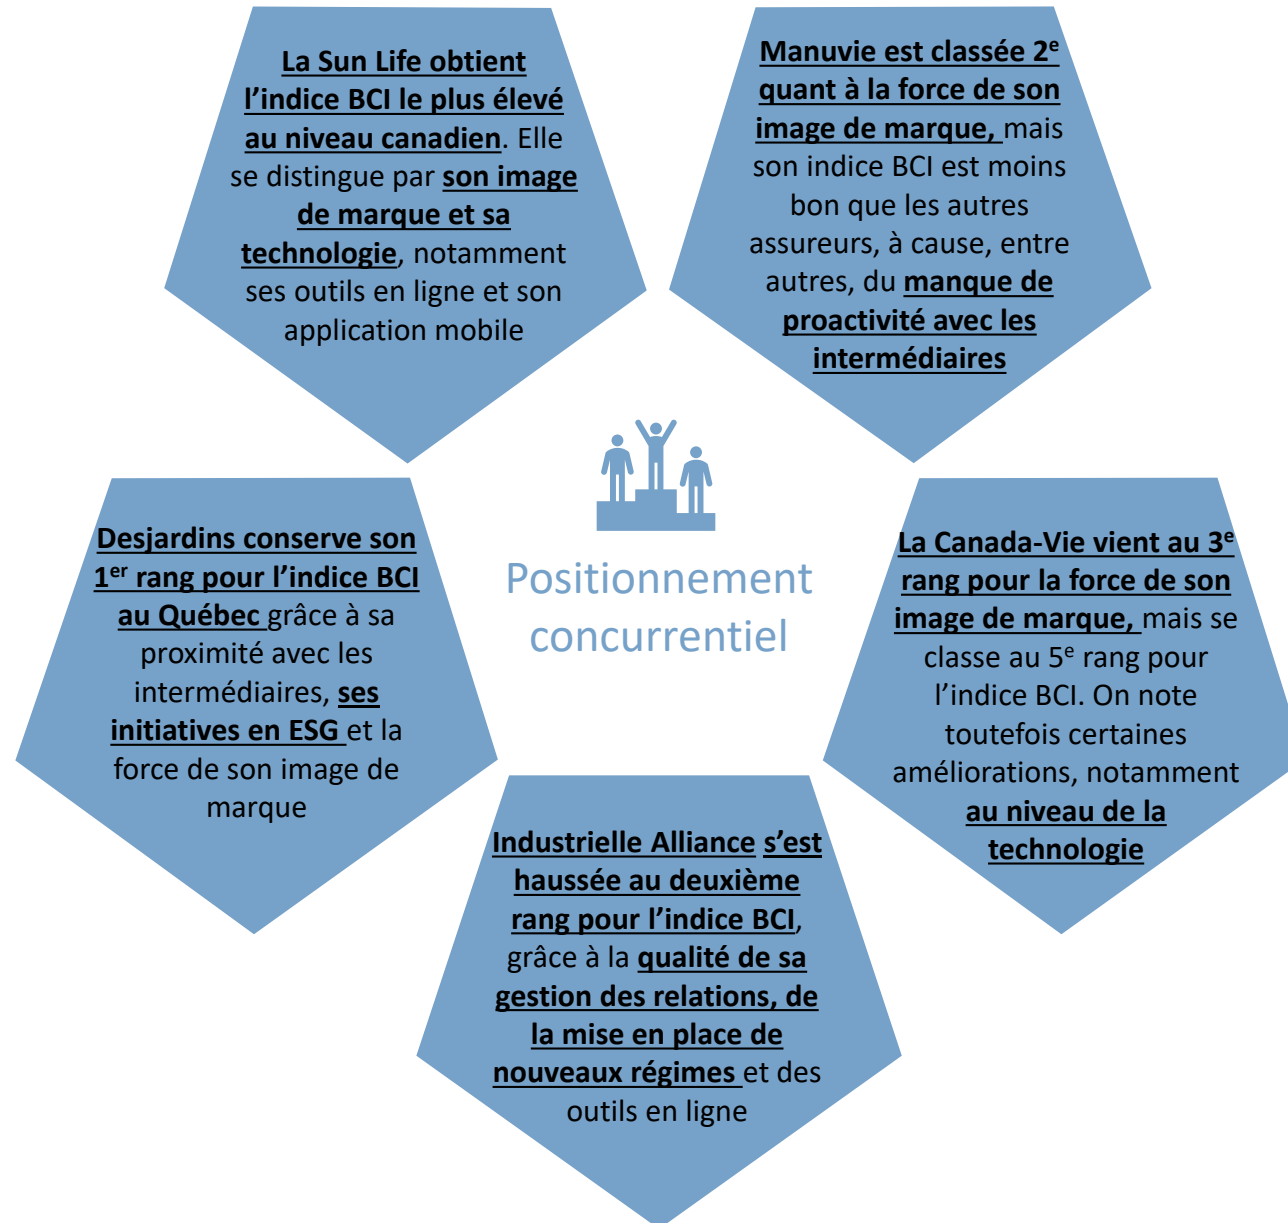 La Sun Life obtient
l’indice BCI le plus élevé
au niveau canadien. Elle
se distingue par son image
de marque et sa
technologie, notamment
ses outils en ligne et son
application mobile
Manuvie est classée 2e
quant à la force de son
image de marque, mais
son indice BCI est moins
bon que les autres
assureurs, à cause, entre
autres, du manque de
proactivité avec les
intermédiaires
Positionnement
concurrentiel
Desjardins conserve son
1er rang pour l’indice BCI
au Québec grâce à sa
proximité avec les
intermédiaires, ses
initiatives en ESG et la
force de son image de
marque
La Canada-Vie vient au 3e
rang pour la force de son
image de marque, mais se
classe au 5e rang pour
l’indice BCI. On note
toutefois certaines
améliorations, notamment
au niveau de la
technologie
Industrielle Alliance s’est
haussée au deuxième
rang pour l’indice BCI,
grâce à la qualité de sa
gestion des relations, de
la mise en place de
nouveaux régimes et des
outils en ligne